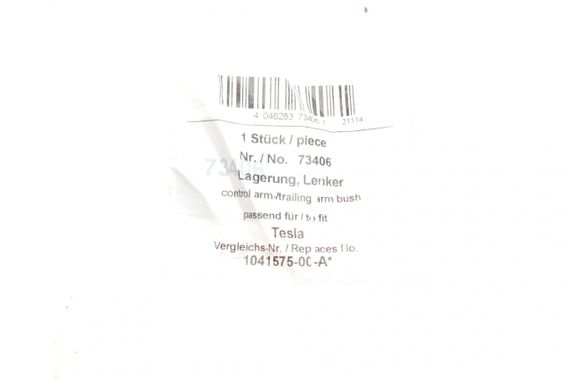 4 046283 73406 1 21114
1 Stück / piece
Nr. / No. 73406
73406
Lagerung, Lenker
control arm-/trailing arm bush
passend für / to fit
Tesla
Vergleichs-Nr. / Replaces No.
1041575-00-A*